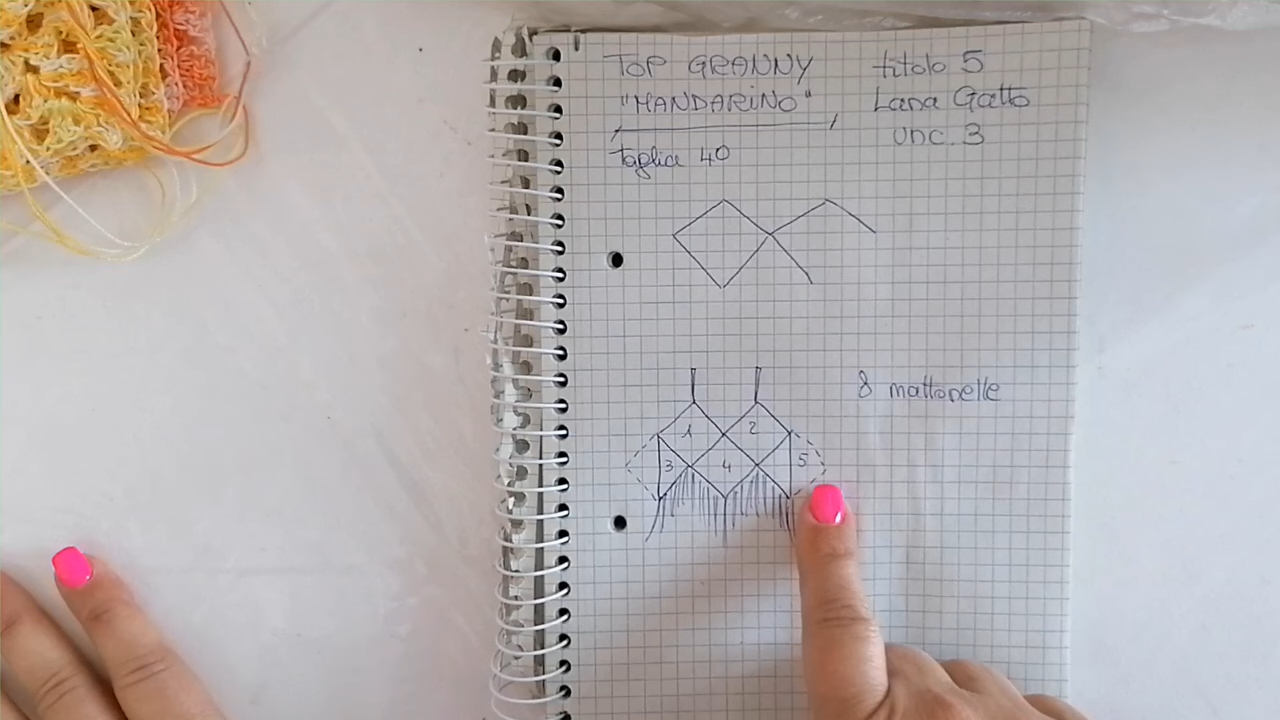 TOP GRANNY
"MANDARINO"
taglia 40
titolo 5
Lana Gatto
UNC. 3
8 mattonelle
1 2
3 4 5